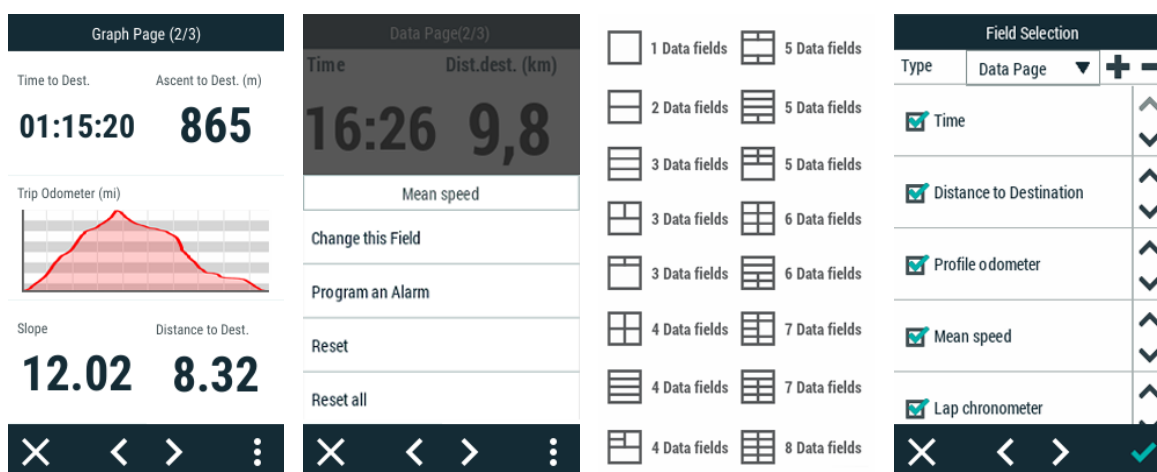 Graph Page (2/3)
Time to Dest. Ascent to Dest. (m)
01:15:20 865
Trip Odometer (mi)
Slope Distance to Dest.
12.02 8.32
Data Page(2/3)
Time Dist.dest. (km)
16:26 9,8
Mean speed
Change this Field
Program an Alarm
Reset
Reset all
1 Data fields 5 Data fields
2 Data fields 5 Data fields
3 Data fields 5 Data fields
3 Data fields 6 Data fields
3 Data fields 6 Data fields
4 Data fields 7 Data fields
4 Data fields 7 Data fields
4 Data fields 8 Data fields
Field Selection
Type Data Page
Time
Distance to Destination
Profile odometer
Mean speed
Lap chronometer